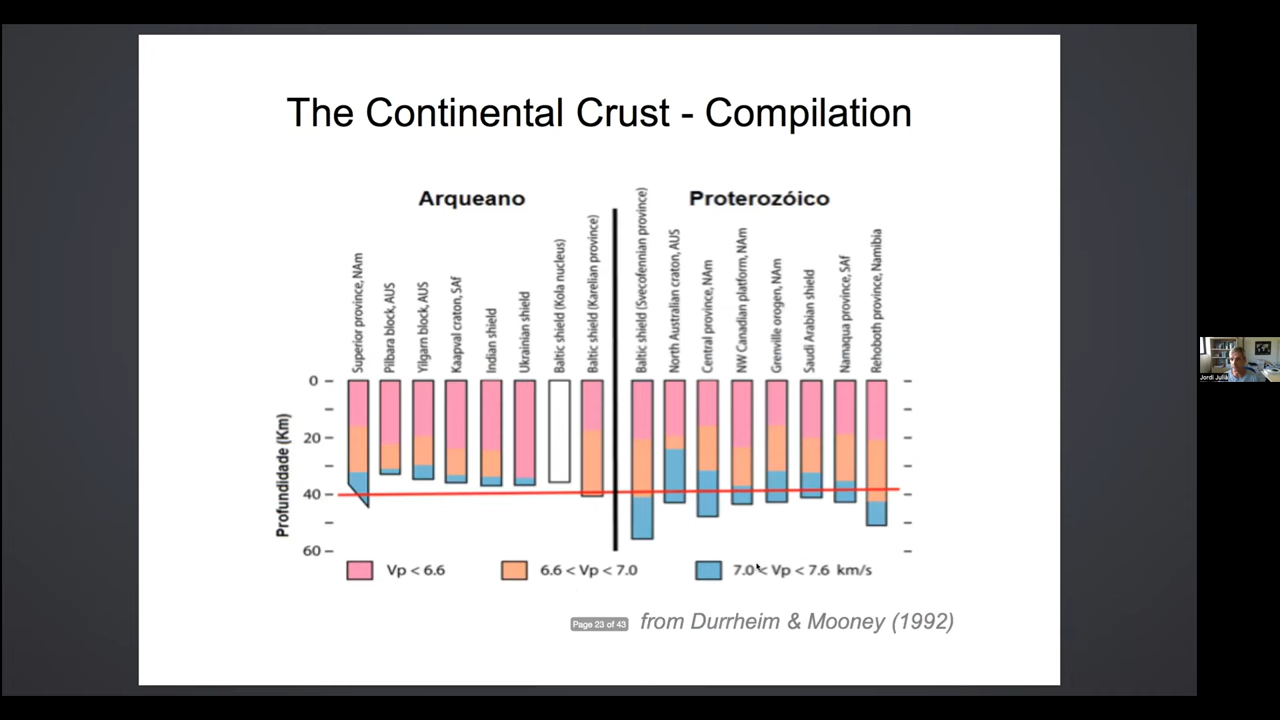 The Continental Crust - Compilation
Arqueano
Proterozóico
Superior province, NAm
Pilbara block, AUS
Yilgarn block, AUS
Kaapval craton, SAf
Indian shield
Ukrainian shield
Baltic shield (Kola nucleus)
Baltic shield (Karelian province)
Baltic shield (Svecofennian province)
North Australian craton, AUS
Central province, NAm
NW Canadian platform, NAm
Grenville orogen, NAm
Saudi Arabian shield
Namaqua province, SAf
Rehoboth province, Namibia
Profundidade (Km)
0
20
40
60
Vp < 6.6
6.6 < Vp < 7.0
7.0 < Vp < 7.6 km/s
Page 23 of 43
from Durrheim & Mooney (1992)
Jordi Julià